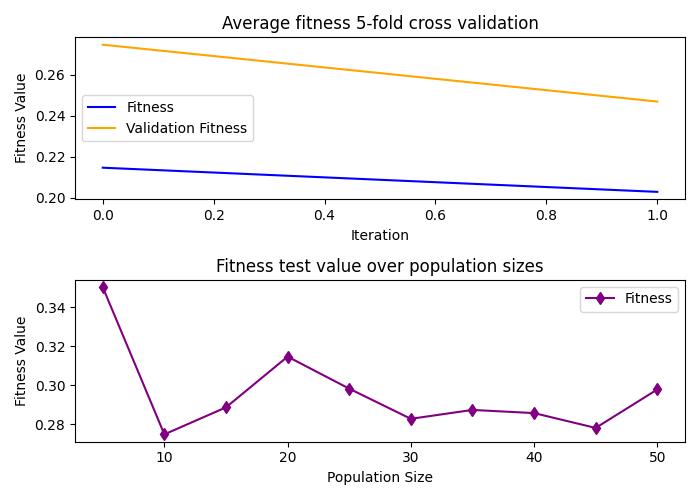 Average fitness 5-fold cross validation
Fitness Value
0.26
0.24
0.22
0.20
Fitness
Validation Fitness
0.0 0.2 0.4 0.6 0.8 1.0
Iteration
Fitness test value over population sizes
Fitness Value
0.34
0.32
0.30
0.28
Fitness
10 20 30 40 50
Population Size